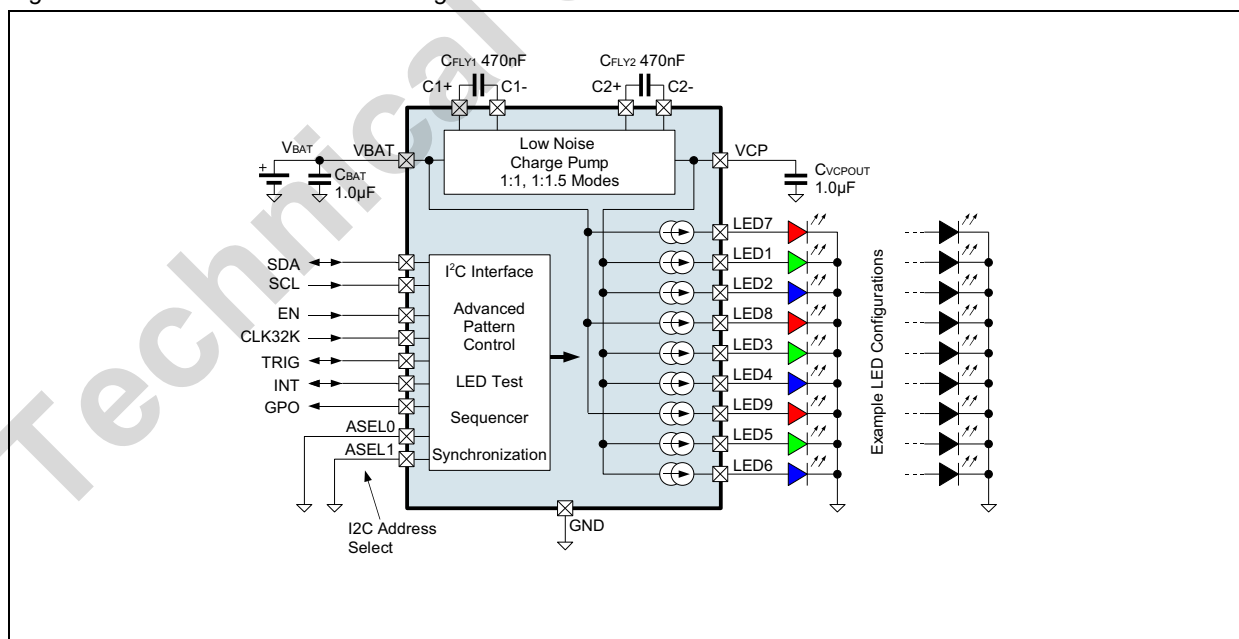 Technical
CFLY1 470nF
CFLY2 470nF
C1+
C1-
C2+
C2-
Low Noise
Charge Pump
1:1, 1:1.5 Modes
VBAT
VBAT
VCP
+
CBAT
1.0µF
CVCPOUT
1.0µF
LED7
LED1
LED2
LED8
LED3
LED4
LED9
LED5
LED6
SDA
SCL
EN
CLK32K
TRIG
INT
GPO
ASEL0
ASEL1
I²C Interface
Advanced
Pattern
Control
LED Test
Sequencer
Synchronization
Example LED Configurations
I2C Address
Select
GND